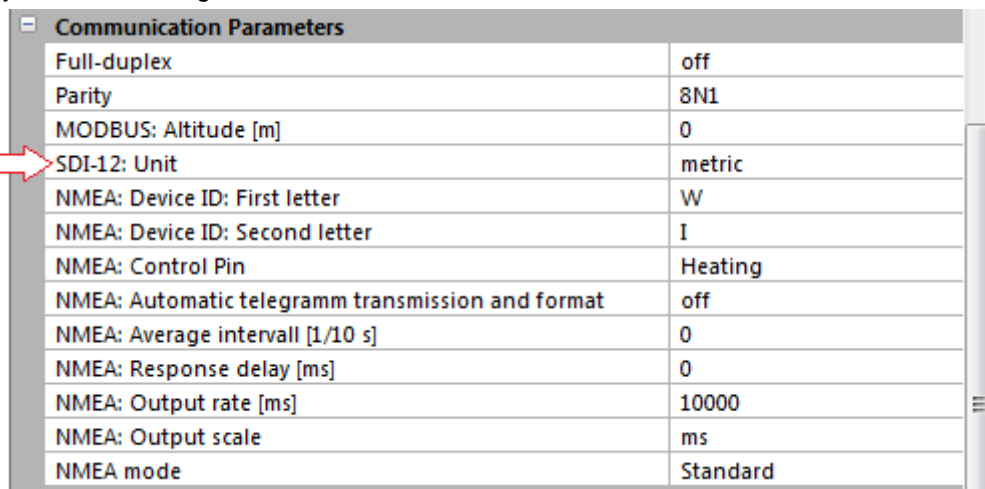 Communication Parameters
Full-duplex off
Parity 8N1
MODBUS: Altitude [m] 0
SDI-12: Unit metric
NMEA: Device ID: First letter W
NMEA: Device ID: Second letter I
NMEA: Control Pin Heating
NMEA: Automatic telegramm transmission and format off
NMEA: Average intervall [1/10 s] 0
NMEA: Response delay [ms] 0
NMEA: Output rate [ms] 10000
NMEA: Output scale ms
NMEA mode Standard